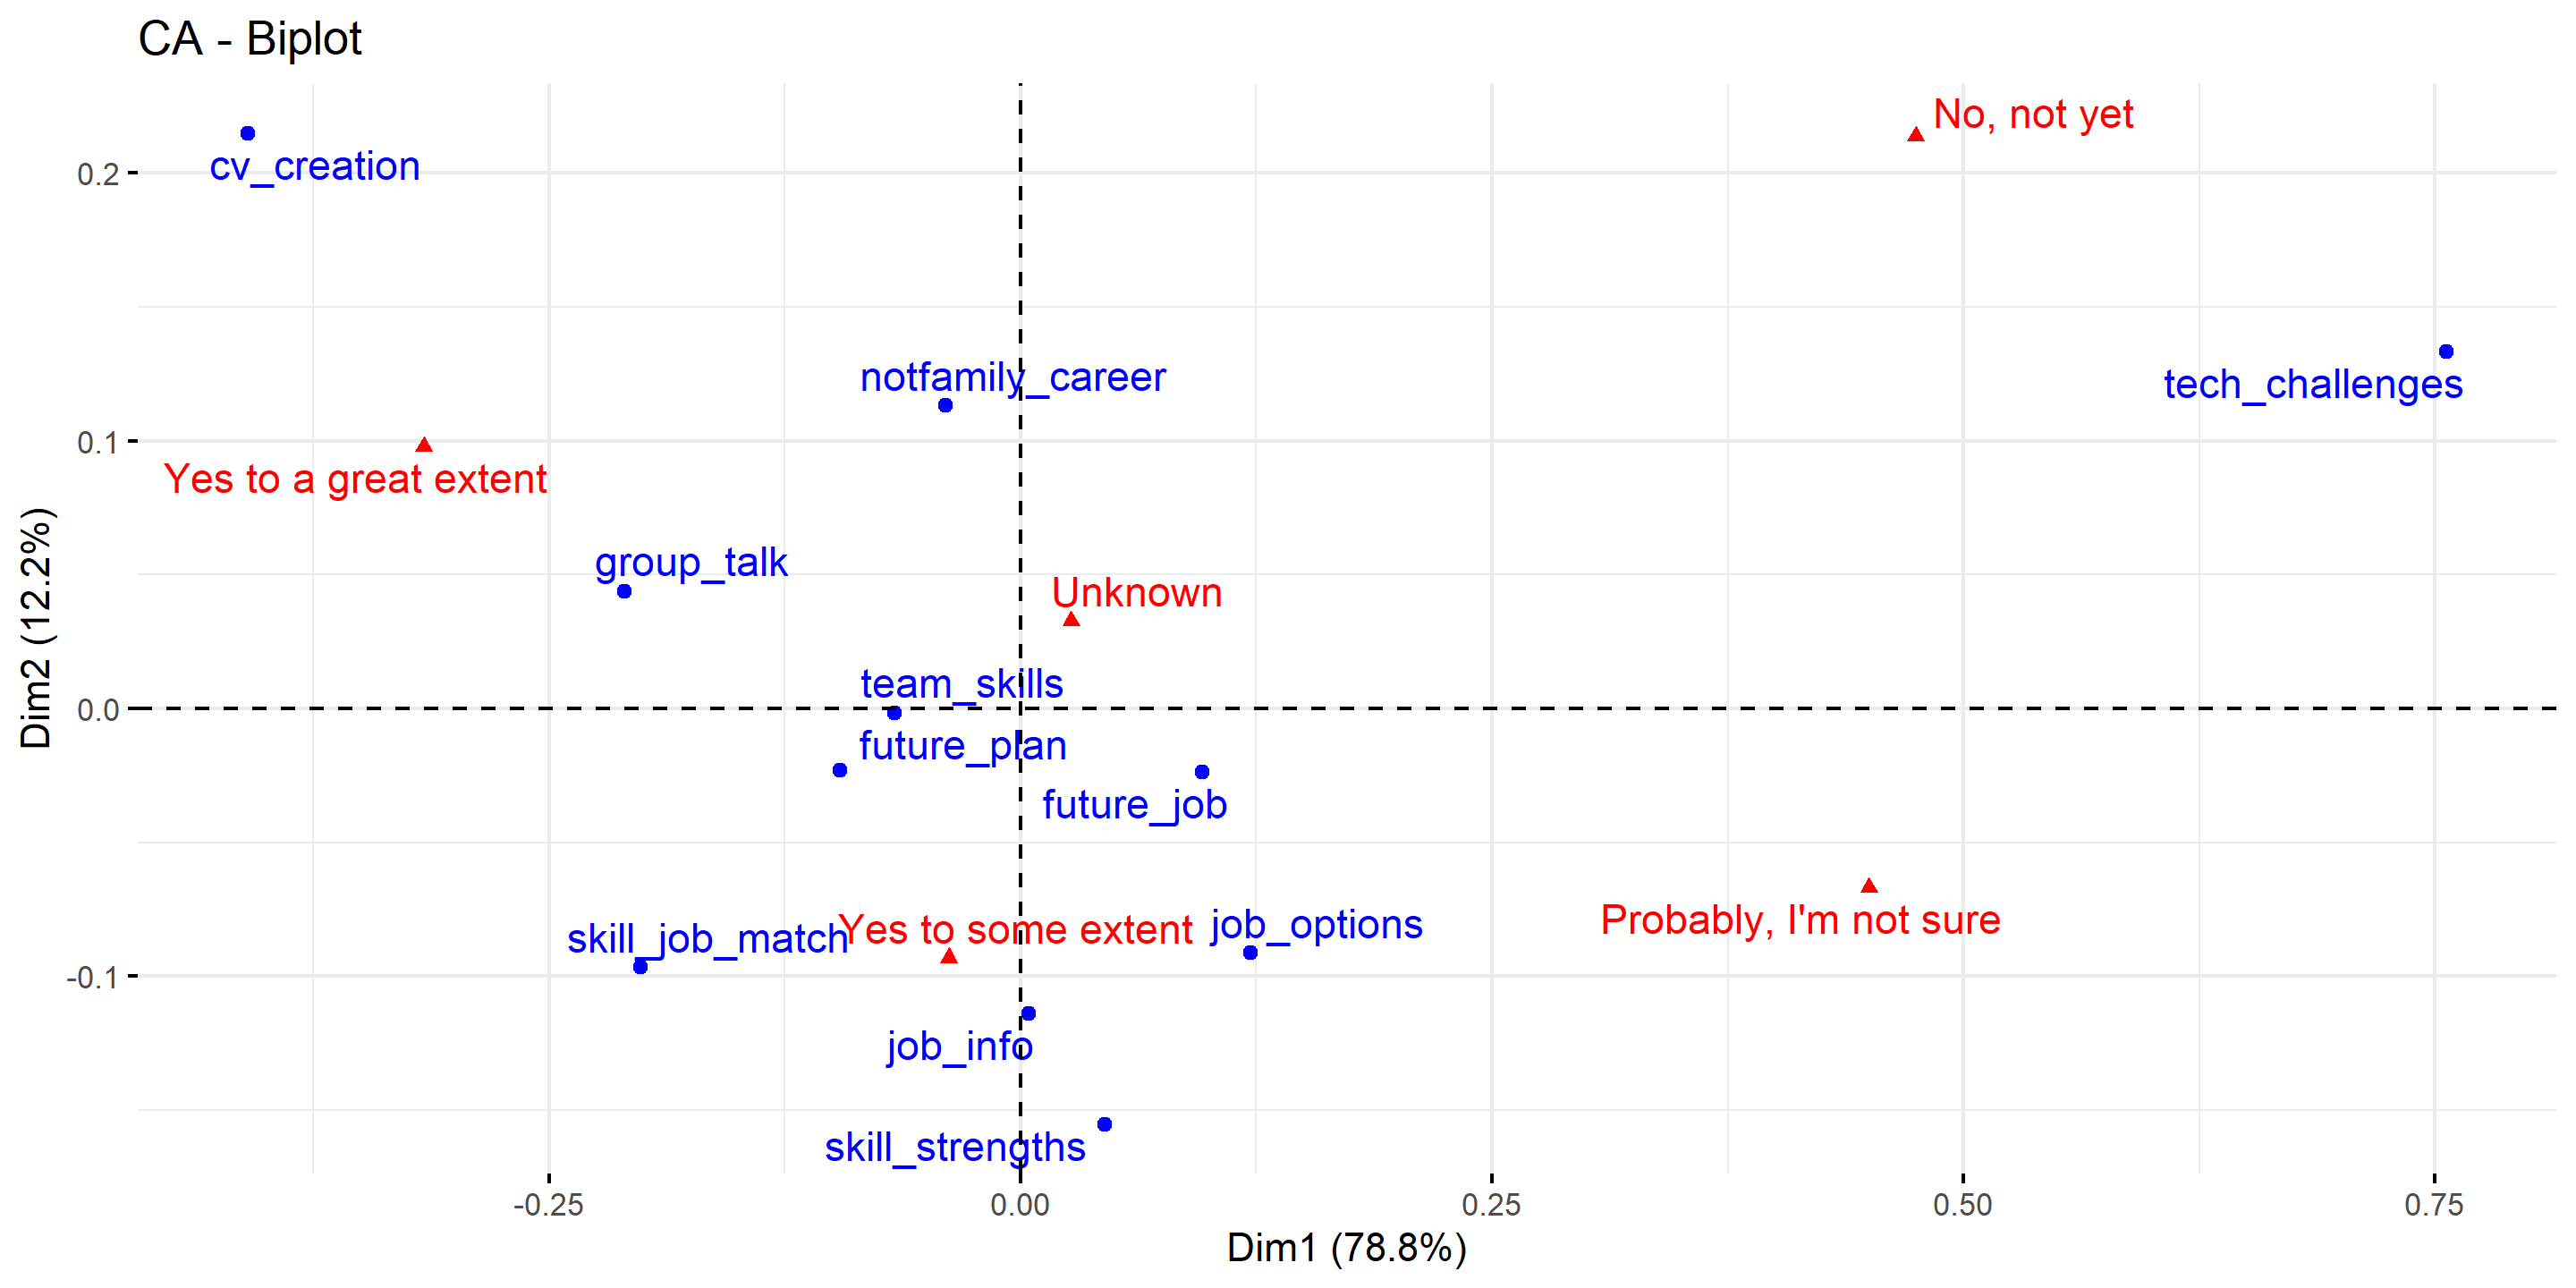 CA - Biplot
No, not yet
cv_creation
0.2
notfamily_career
tech_challenges
0.1
Yes to a great extent
group_talk
Unknown
team_skills
0.0
future_plan
future_job
Dim2 (12.2%)
Yes to some extent
job_options
Probably, I'm not sure
skill_job_match
-0.1
job_info
skill_strengths
-0.25
0.00
0.25
0.50
0.75
Dim1 (78.8%)